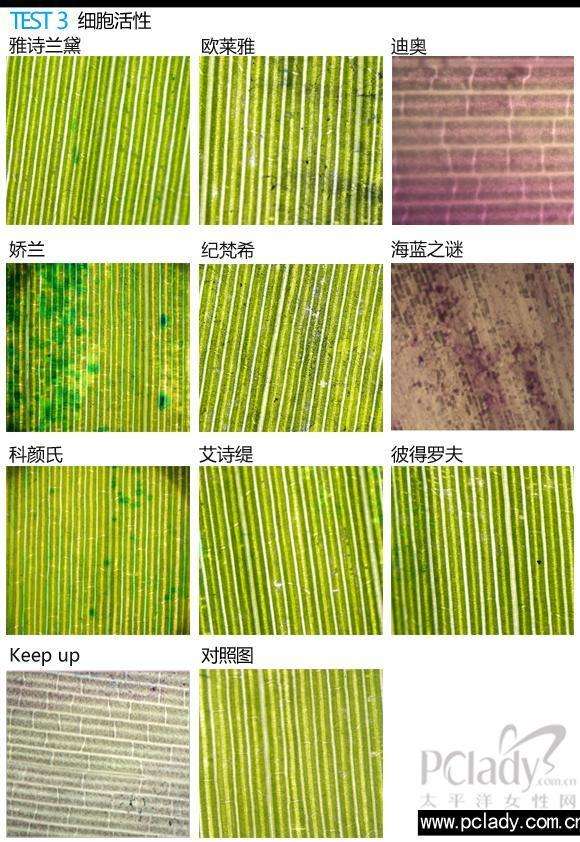 TEST 3 细胞活性
雅诗兰黛 欧莱雅 迪奥
娇兰 纪梵希 海蓝之谜
科颜氏 艾诗缇 彼得罗夫
Keep up 对照图
PClady.com.cn
太平洋女性网
www.pclady.com.cn